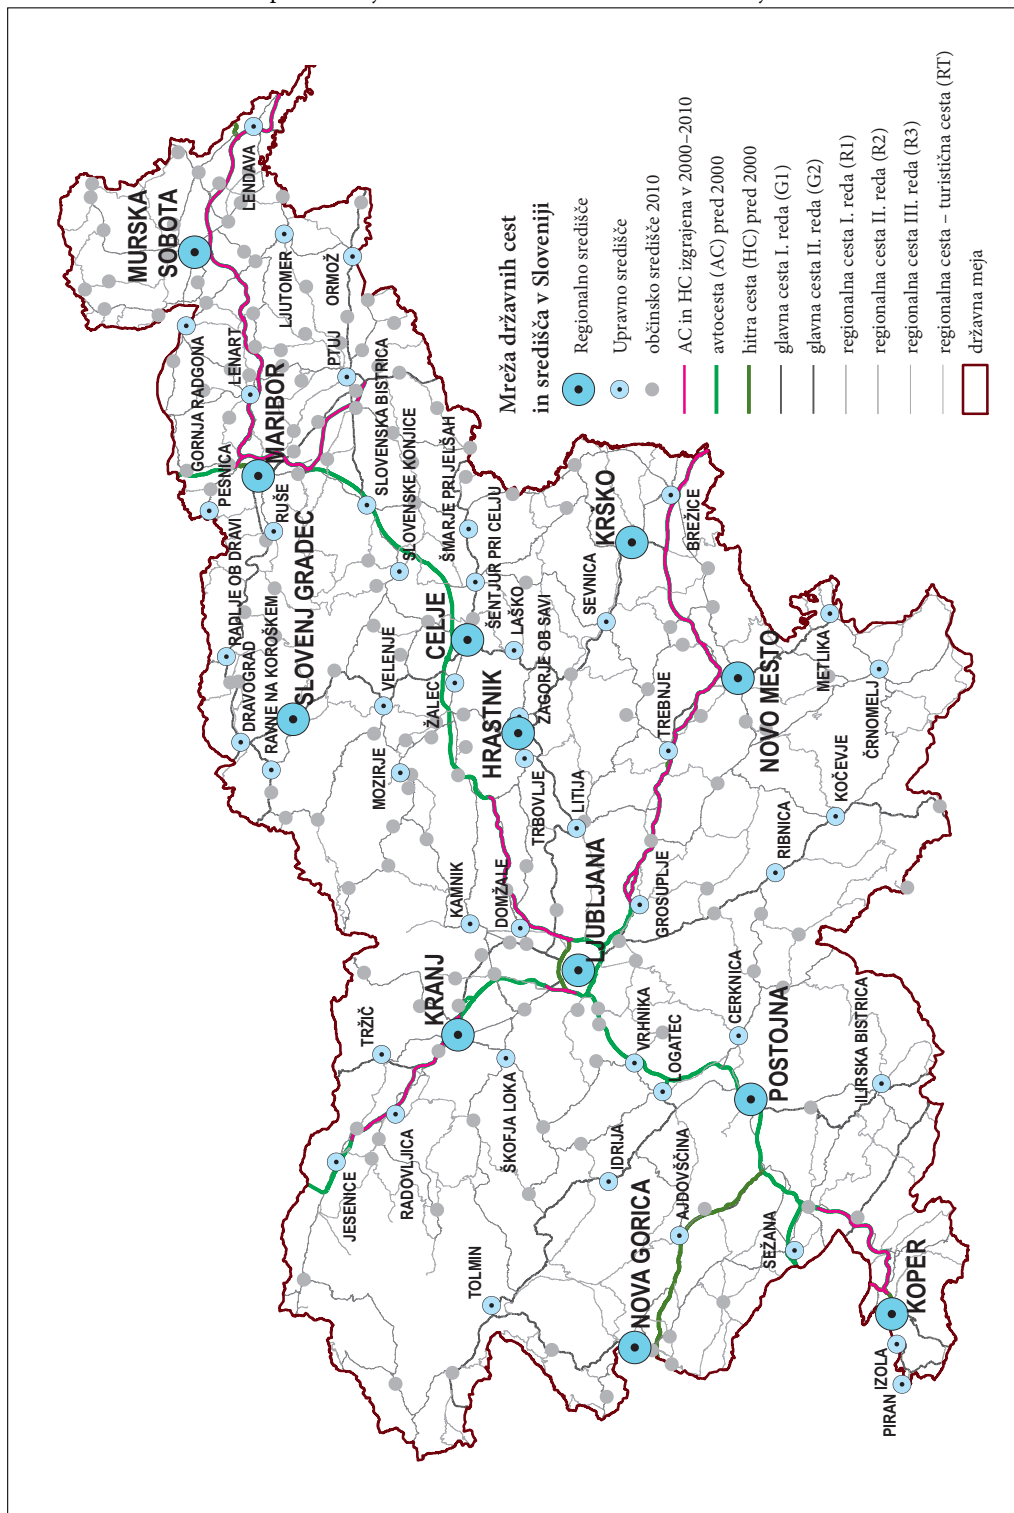 Mreža državnih cest
in središča v Sloveniji
Regionalno središče
Upravno središče
občinsko središče 2010
AC in HC izgrajena v 2000–2010
avtocesta (AC) pred 2000
hitra cesta (HC) pred 2000
glavna cesta I. reda (G1)
glavna cesta II. reda (G2)
regionalna cesta I. reda (R1)
regionalna cesta II. reda (R2)
regionalna cesta III. reda (R3)
regionalna cesta – turistična cesta (RT)
državna meja
MURSKA
SOBOTA
LENDAVA
LJUTOMER
ORMOŽ
GORNJA RADGONA
LENART
PTUJ
PESNICA
MARIBOR
RUŠE
SLOVENSKA BISTRICA
SLOVENSKE KONJICE
ŠMARJE PRI JELŠAH
ŠENTJUR PRI CELJU
RADLJE OB DRAVI
DRAVOGRAD
RAVNE NA KOROŠKEM
SLOVENJ GRADEC
VELENJE
MOZIRJE
ŽALEC
CELJE
LAŠKO
HRASTNIK
ZAGORJE OB SAVI
TRBOVLJE
LITIJA
SEVNICA
KRŠKO
BREŽICE
TREBNJE
NOVO MESTO
METLIKA
ČRNOMELJ
KOČEVJE
RIBNICA
GROSUPLJE
KAMNIK
DOMŽALE
LJUBLJANA
KRANJ
TRŽIČ
ŠKOFJA LOKA
RADOVLJICA
JESENICE
VRHNIKA
LOGATEC
CERKNICA
POSTOJNA
ILIRSKA BISTRICA
IDRIJA
AJDOVŠČINA
TOLMIN
NOVA GORICA
SEŽANA
KOPER
IZOLA
PIRAN